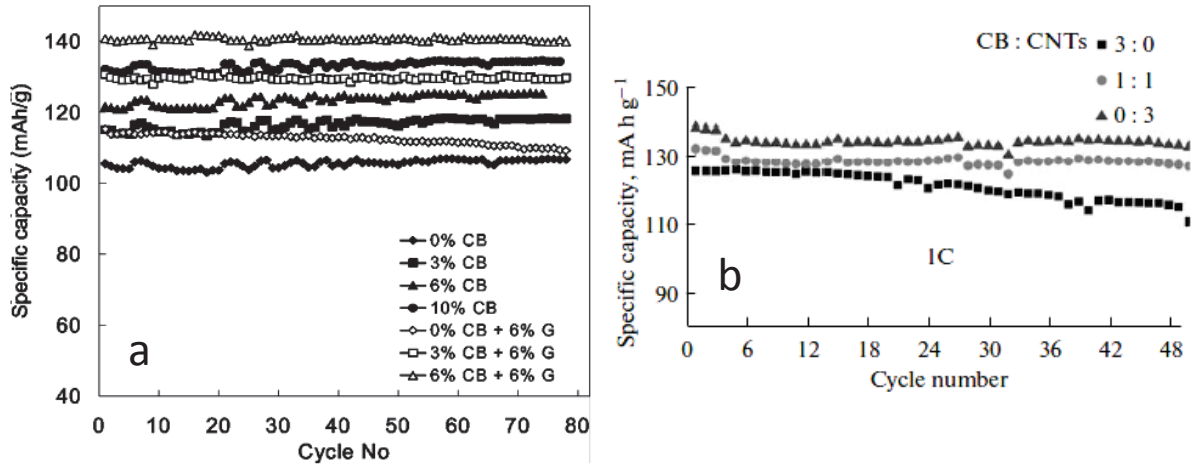 Specific capacity (mAh/g)
140
120
100
80
60
40
0% CB
3% CB
6% CB
10% CB
0% CB + 6% G
3% CB + 6% G
6% CB + 6% G
a
0 10 20 30 40 50 60 70 80
Cycle No
CB : CNTs
3 : 0
1 : 1
0 : 3
Specific capacity, mA h g⁻¹
150
130
110
90
1C
b
0 6 12 18 24 30 36 42 48
Cycle number